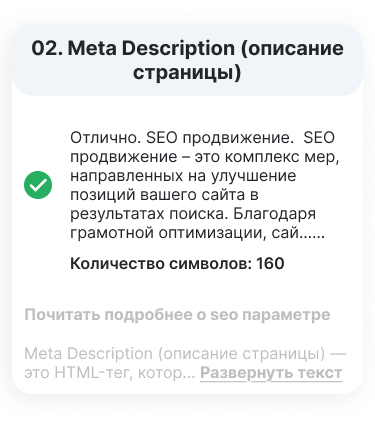 02. Meta Description (описание
страницы)
Отлично. SEO продвижение.  SEO
продвижение – это комплекс мер,
направленных на улучшение
позиций вашего сайта в
результатах поиска. Благодаря
грамотной оптимизации, сай......
Количество символов: 160
Почитать подробнее о seo параметре
Meta Description (описание страницы) —
это HTML-тег, котор... Развернуть текст